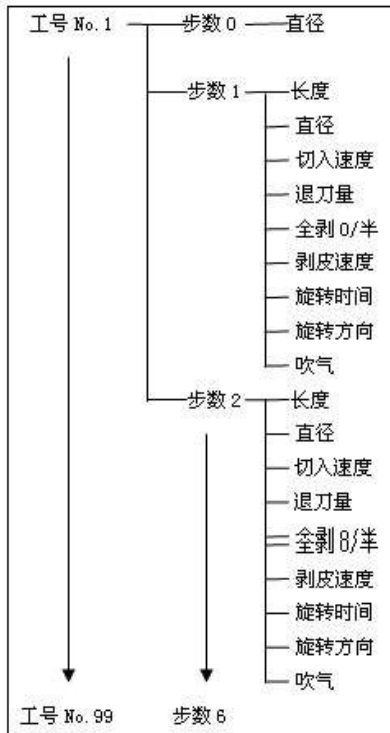 工号 No.1 步数 0 直径
步数 1 长度
直径
切入速度
退刀量
全剥 0/半
剥皮速度
旋转时间
旋转方向
吹气
步数 2 长度
直径
切入速度
退刀量
全剥 8/半
剥皮速度
旋转时间
旋转方向
吹气
工号 No.99 步数 6